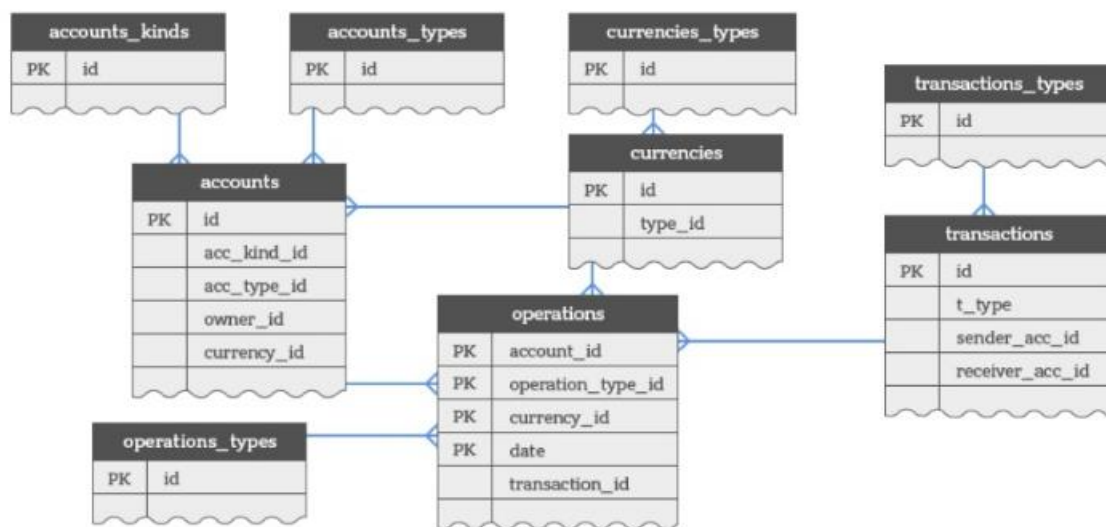 accounts_kinds
PK id
accounts_types
PK id
currencies_types
PK id
transactions_types
PK id
accounts
PK id
acc_kind_id
acc_type_id
owner_id
currency_id
currencies
PK id
type_id
transactions
PK id
t_type
sender_acc_id
receiver_acc_id
operations
PK account_id
PK operation_type_id
PK currency_id
PK date
transaction_id
operations_types
PK id